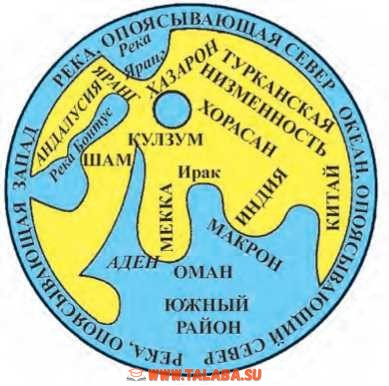 РЕКА, ОПОЯСЫВАЮЩАЯ СЕВЕР
ОКЕАН, ОПОЯСЫВАЮЩИЙ СЕВЕР
РЕКА, ОПОЯСЫВАЮЩАЯ ЗАПАД
Река
Яранг
ЯРАНГ
ХАЗАРОН
ТУРКАНСКАЯ
НИЗМЕННОСТЬ
ХОРАСАН
АНДАЛУСИЯ
Река Бонтус
ШАМ
КУЛЗУМ
Ирак
МЕККА
ИНДИЯ
КИТАЙ
МАКРОН
АДЕН
ОМАН
ЮЖНЫЙ
РАЙОН
WWW.TALABA.SU